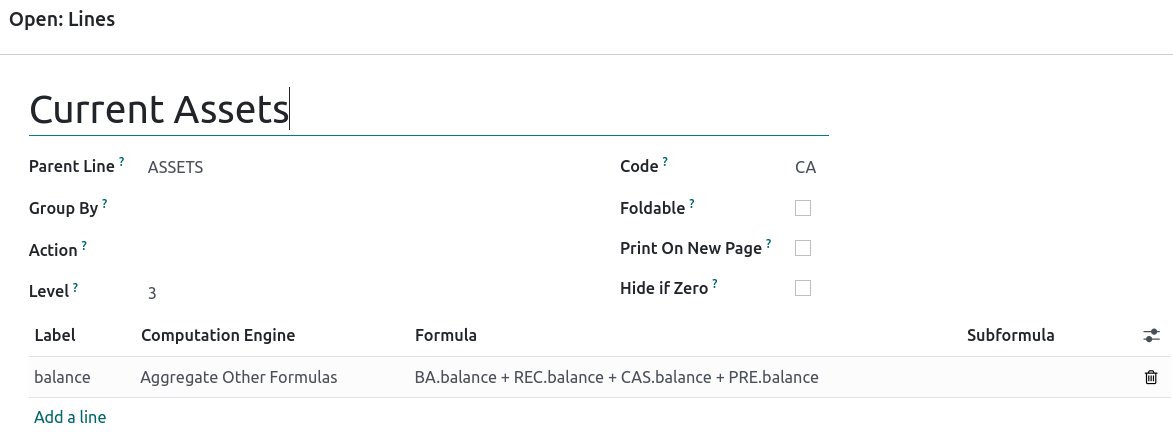 Open: Lines
Current Assets
Parent Line ? ASSETS
Code ? CA
Group By ?
Foldable ?
Action ?
Print On New Page ?
Level ? 3
Hide if Zero ?
Label Computation Engine Formula Subformula
balance Aggregate Other Formulas BA.balance + REC.balance + CAS.balance + PRE.balance
Add a line